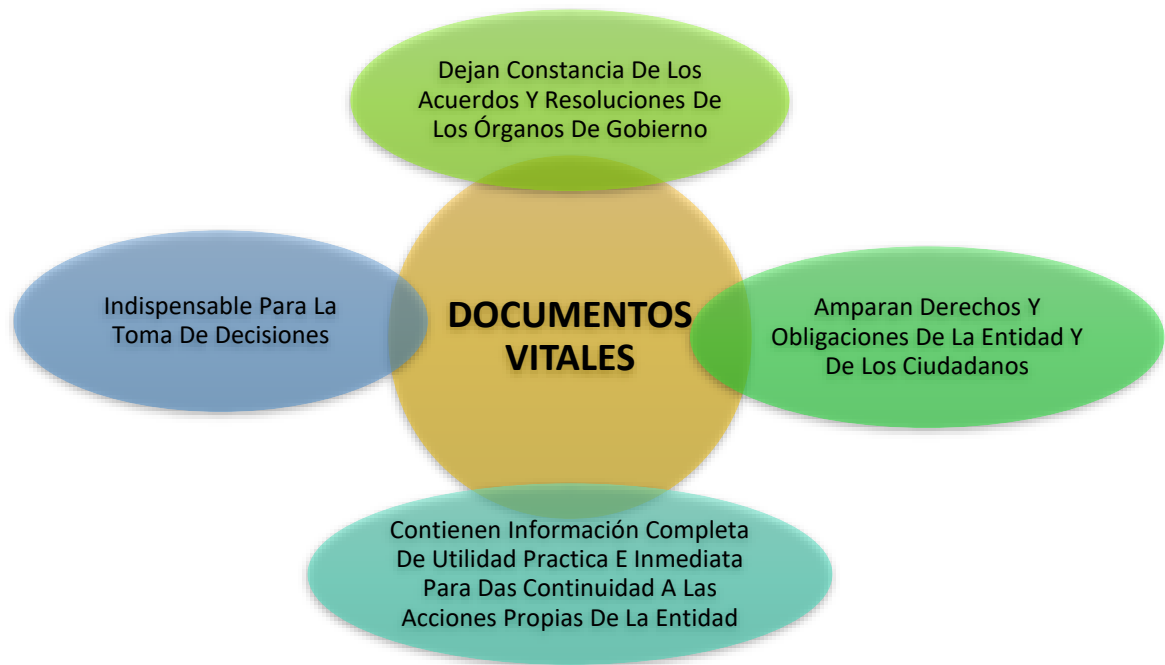 Dejan Constancia De Los
Acuerdos Y Resoluciones De
Los Órganos De Gobierno
Indispensable Para La
Toma De Decisiones
DOCUMENTOS
VITALES
Amparan Derechos Y
Obligaciones De La Entidad Y
De Los Ciudadanos
Contienen Información Completa
De Utilidad Practica E Inmediata
Para Das Continuidad A Las
Acciones Propias De La Entidad